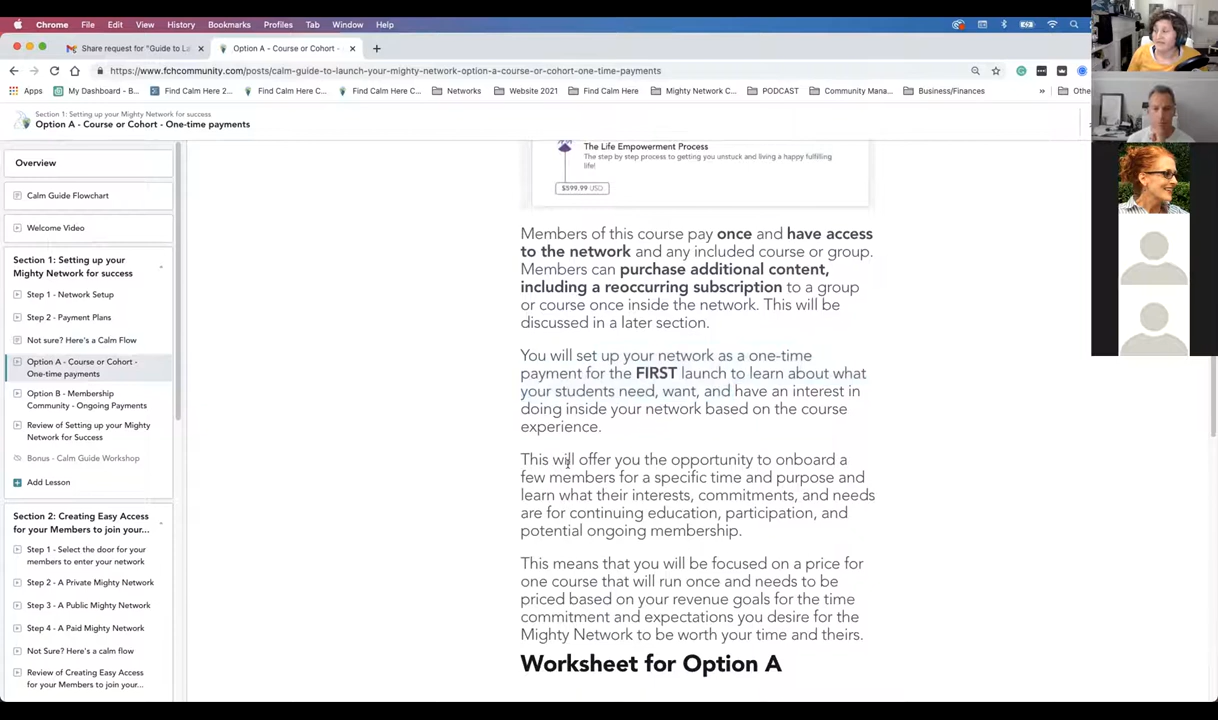 Chrome File Edit View History Bookmarks Profiles Tab Window Help
Share request for "Guide to La
Option A - Course or Cohort -
https://www.fchcommunity.com/posts/calm-guide-to-launch-your-mighty-network-option-a-course-or-cohort-one-time-payments
Apps My Dashboard - B... Find Calm Here 2... Find Calm Here C... Find Calm Here C... Networks Website 2021 Find Calm Here Mighty Network C... PODCAST Community Mana... Business/Finances » Othe
Section 1: Setting up your Mighty Network for success
Option A - Course or Cohort - One-time payments
Overview
Calm Guide Flowchart
Welcome Video
Section 1: Setting up your
Mighty Network for success
Step 1 - Network Setup
Step 2 - Payment Plans
Not sure? Here's a Calm Flow
Option A - Course or Cohort -
One-time payments
Option B - Membership
Community - Ongoing Payments
Review of Setting up your Mighty
Network for Success
Bonus - Calm Guide Workshop
Add Lesson
Section 2: Creating Easy Access
for your Members to join your...
Step 1 - Select the door for your
members to enter your network
Step 2 - A Private Mighty Network
Step 3 - A Public Mighty Network
Step 4 - A Paid Mighty Network
Not Sure? Here's a calm flow
Review of Creating Easy Access
for your Members to join your...
The Life Empowerment Process
The step by step process to getting you unstuck and living a happy fulfilling
life!
$599.99 USD
Members of this course pay once and have access
to the network and any included course or group.
Members can purchase additional content,
including a reoccurring subscription to a group
or course once inside the network. This will be
discussed in a later section.
You will set up your network as a one-time
payment for the FIRST launch to learn about what
your students need, want, and have an interest in
doing inside your network based on the course
experience.
This will offer you the opportunity to onboard a
few members for a specific time and purpose and
learn what their interests, commitments, and needs
are for continuing education, participation, and
potential ongoing membership.
This means that you will be focused on a price for
one course that will run once and needs to be
priced based on your revenue goals for the time
commitment and expectations you desire for the
Mighty Network to be worth your time and theirs.
Worksheet for Option A